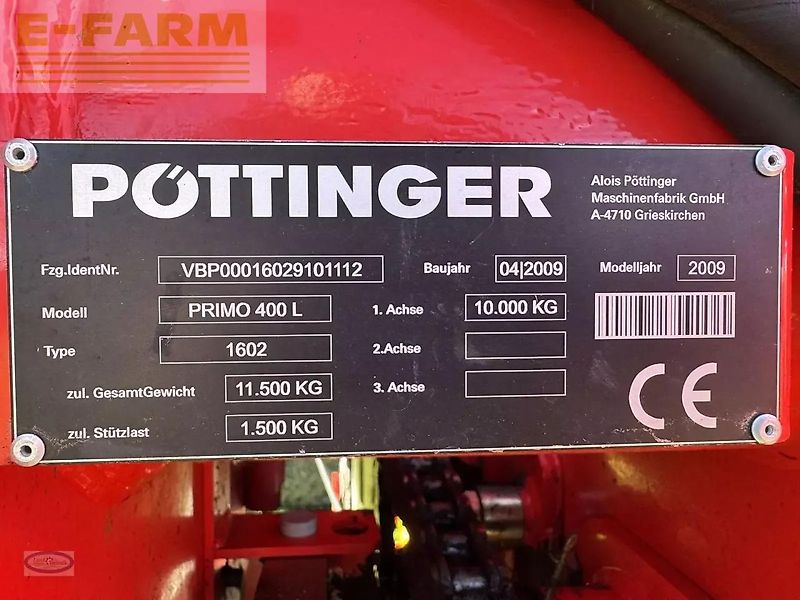 E-FARM
PÖTTINGER
Alois Pöttinger
Maschinenfabrik GmbH
A-4710 Grieskirchen
Fzg.IdentNr. VBP00016029101112 Baujahr 04|2009 Modelljahr 2009
Modell PRIMO 400 L 1. Achse 10.000 KG
Type 1602 2.Achse
zul. GesamtGewicht 11.500 KG 3. Achse
zul. Stützlast 1.500 KG
CE